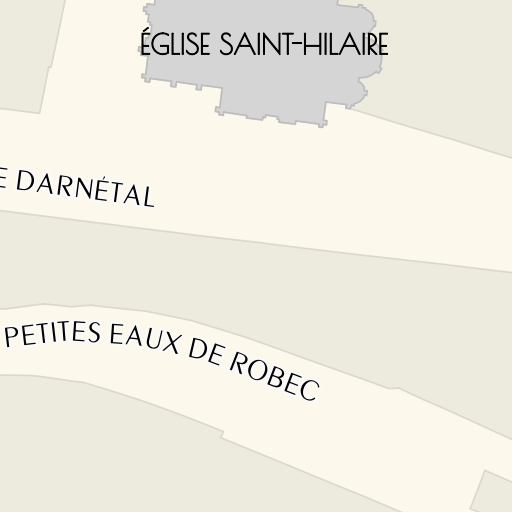 ÉGLISE SAINT-HILAIRE
E DARNÉTAL
PETITES EAUX DE ROBEC